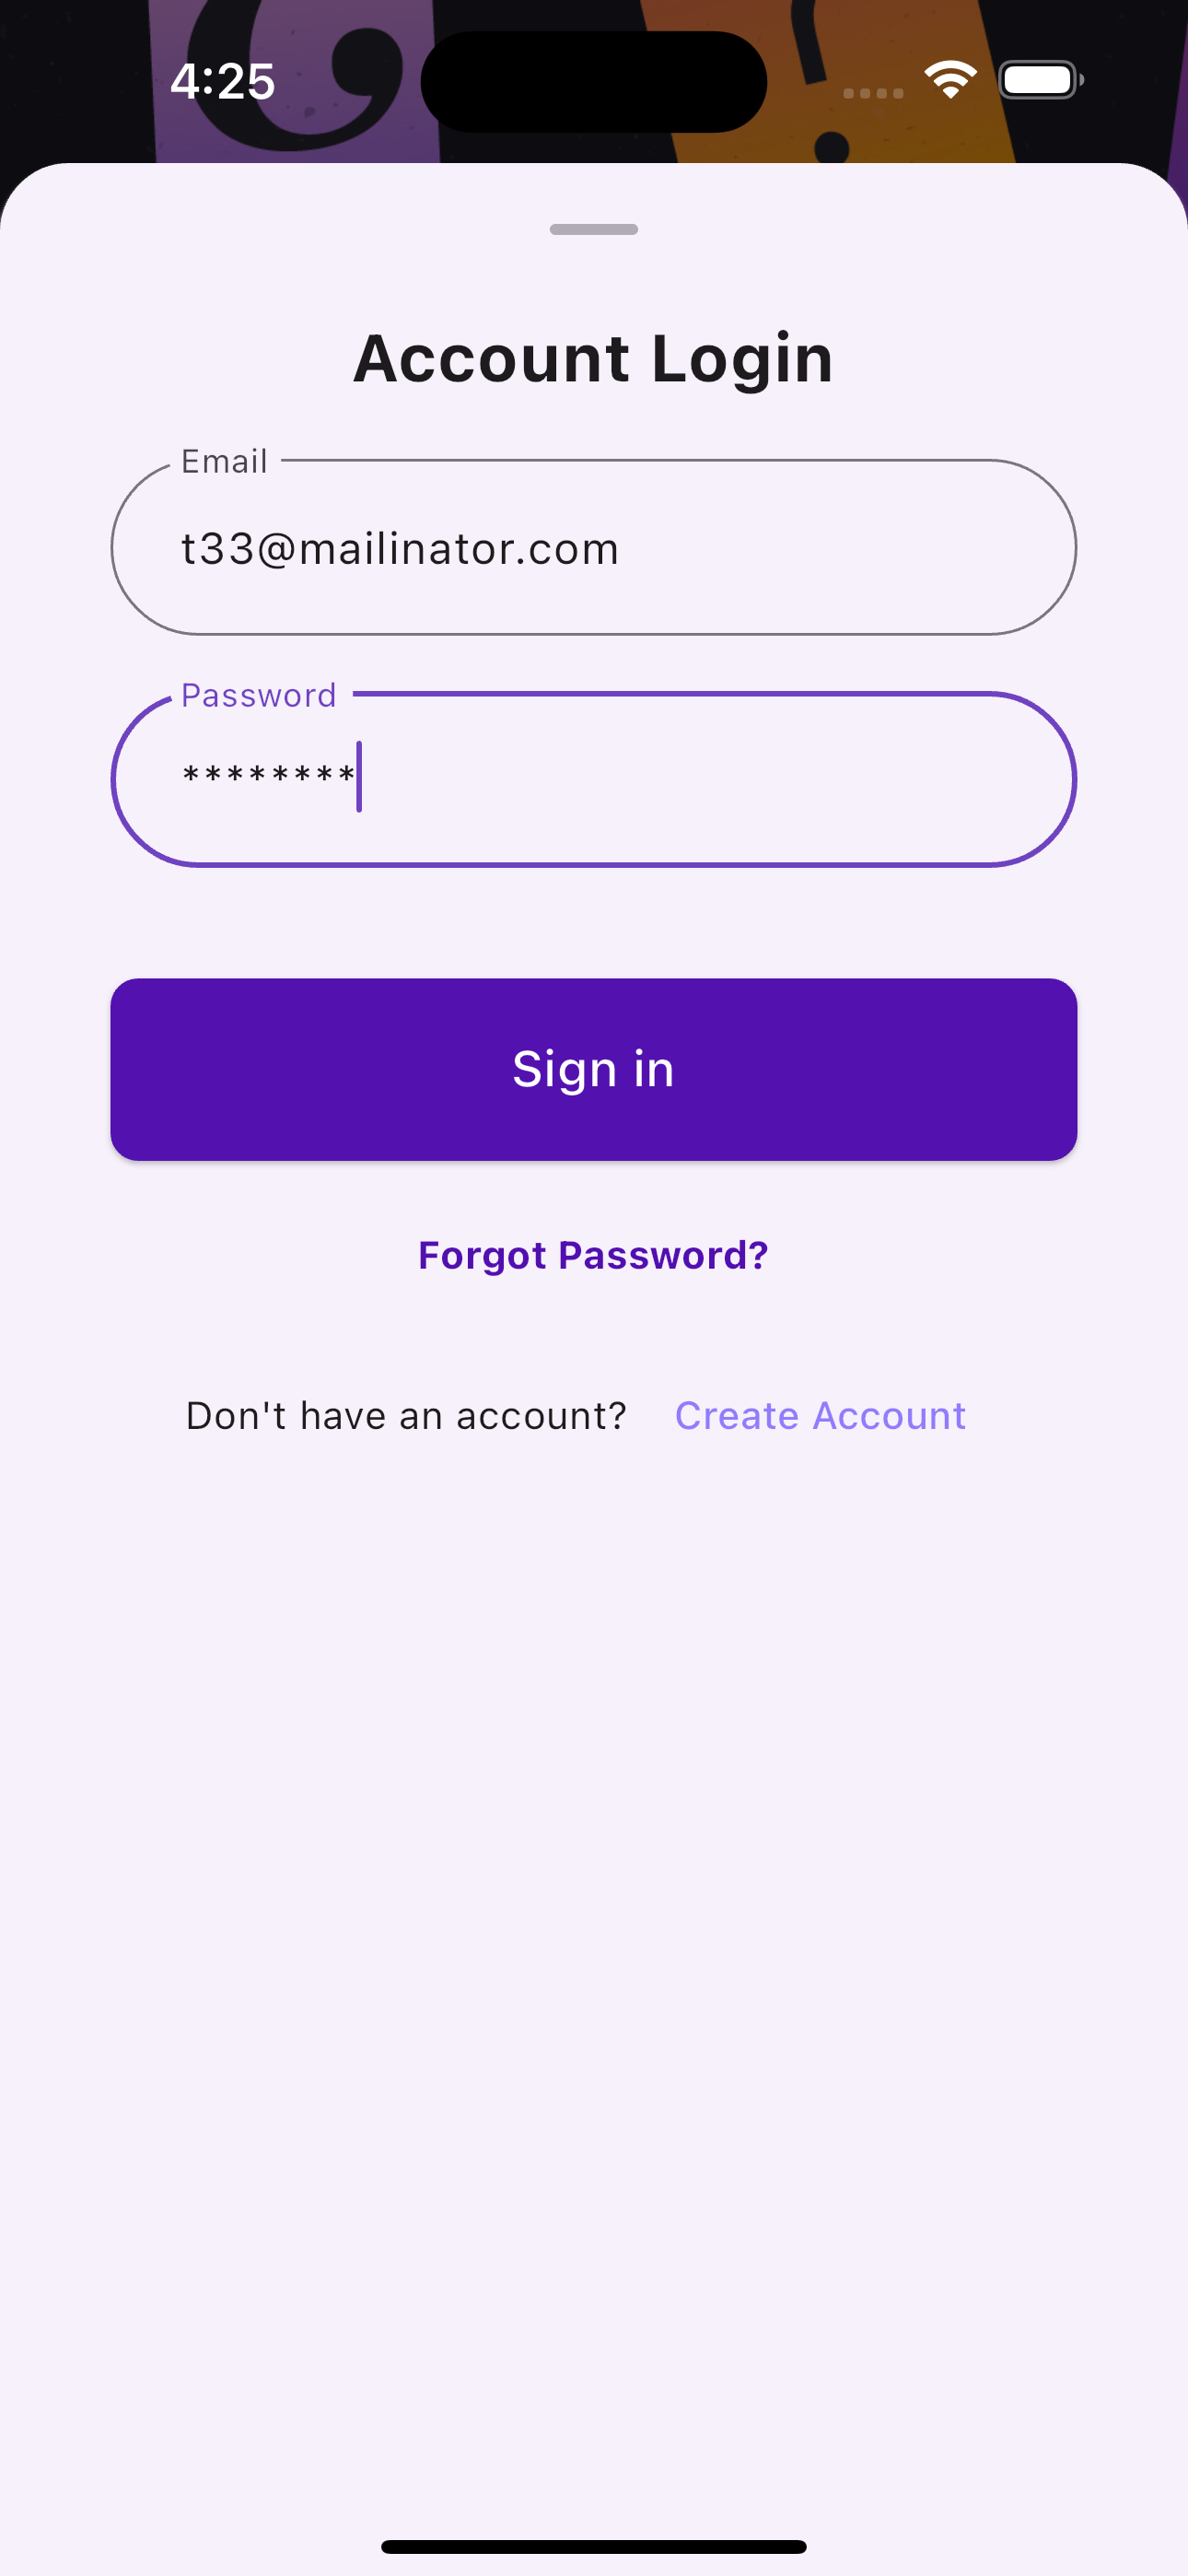 4:25
Account Login
Email
t33@mailinator.com
Password
********
Sign in
Forgot Password?
Don't have an account? Create Account